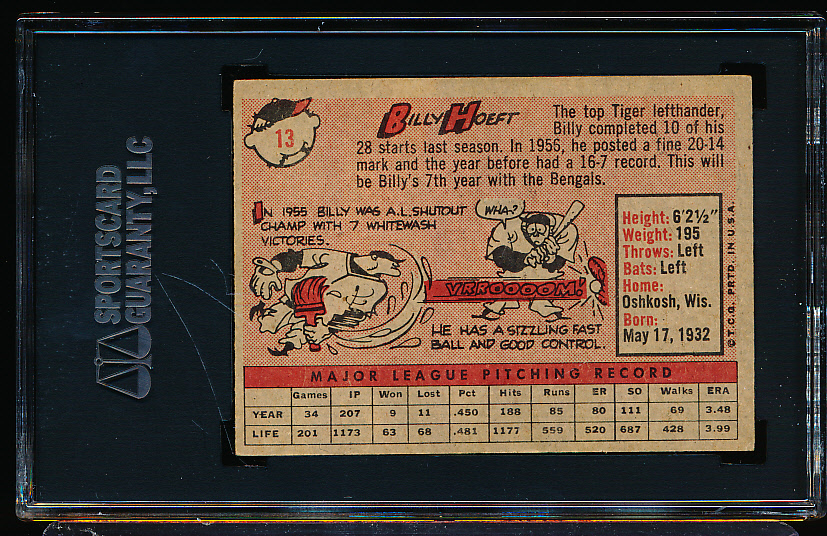 SPORTSCARD
GUARANTY, LLC
13
BILLY HOEFT
The top Tiger lefthander,
Billy completed 10 of his
28 starts last season. In 1956, he posted a fine 20-14
mark and the year before had a 16-7 record. This will
be Billy's 7th year with the Bengals.
IN 1955 BILLY WAS A.L. SHUTOUT
CHAMP WITH 7 WHITEWASH
VICTORIES.
WHA-?
VRROOOOM!
HE HAS A SIZZLING FAST
BALL AND GOOD CONTROL.
Height: 6'2½"
Weight: 195
Throws: Left
Bats: Left
Home:
Oshkosh, Wis.
Born:
May 17, 1932
© T.C.G. PRTD. IN U.S.A.
MAJOR LEAGUE PITCHING RECORD
Games IP Won Lost Pct Hits Runs ER SO Walks ERA
YEAR 34 207 9 11 .450 188 85 80 111 69 3.48
LIFE 201 1173 63 68 .481 1177 559 520 687 428 3.99